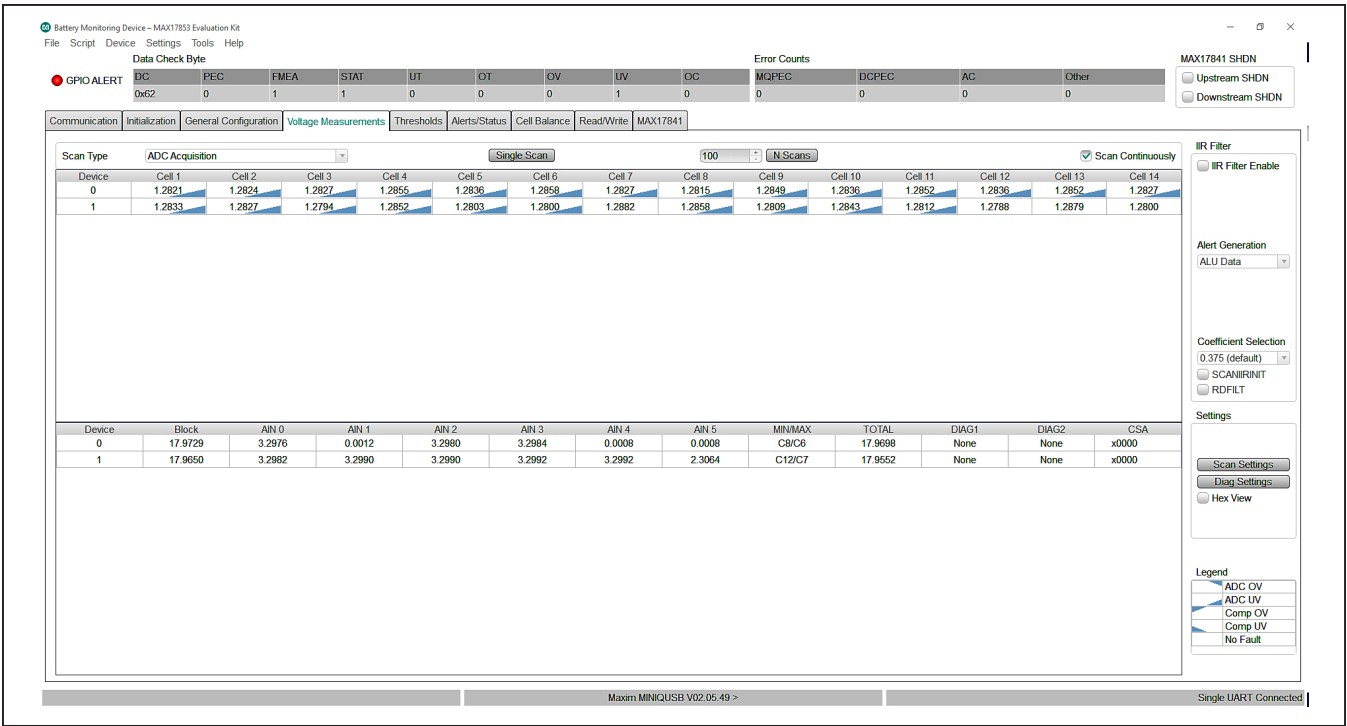 Battery Monitoring Device – MAX17853 Evaluation Kit
File Script Device Settings Tools Help
Data Check Byte Error Counts MAX17841 SHDN
GPIO ALERT DC PEC FMEA STAT UT OT OV UV OC MQPEC DCPEC AC Other Upstream SHDN
0x62 0 1 1 0 0 0 1 0 0 0 0 0 Downstream SHDN
Communication Initialization General Configuration Voltage Measurements Thresholds Alerts/Status Cell Balance Read/Write MAX17841
Scan Type ADC Acquisition Single Scan 100 N Scans Scan Continuously
Device Cell 1 Cell 2 Cell 3 Cell 4 Cell 5 Cell 6 Cell 7 Cell 8 Cell 9 Cell 10 Cell 11 Cell 12 Cell 13 Cell 14
0 1.2821 1.2824 1.2827 1.2855 1.2836 1.2858 1.2827 1.2815 1.2849 1.2836 1.2852 1.2836 1.2852 1.2827
1 1.2833 1.2827 1.2794 1.2852 1.2803 1.2800 1.2882 1.2858 1.2809 1.2843 1.2812 1.2788 1.2879 1.2800
Device Block AIN 0 AIN 1 AIN 2 AIN 3 AIN 4 AIN 5 MIN/MAX TOTAL DIAG1 DIAG2 CSA
0 17.9729 3.2976 0.0012 3.2980 3.2984 0.0008 0.0008 C8/C6 17.9698 None None x0000
1 17.9650 3.2982 3.2990 3.2990 3.2992 3.2992 2.3064 C12/C7 17.9552 None None x0000
IIR Filter
IIR Filter Enable
Alert Generation
ALU Data
Coefficient Selection
0.375 (default)
SCANIIRINIT
RDFILT
Settings
Scan Settings
Diag Settings
Hex View
Legend
ADC OV
ADC UV
Comp OV
Comp UV
No Fault
Maxim MINIQUSB V02.05.49 > Single UART Connected